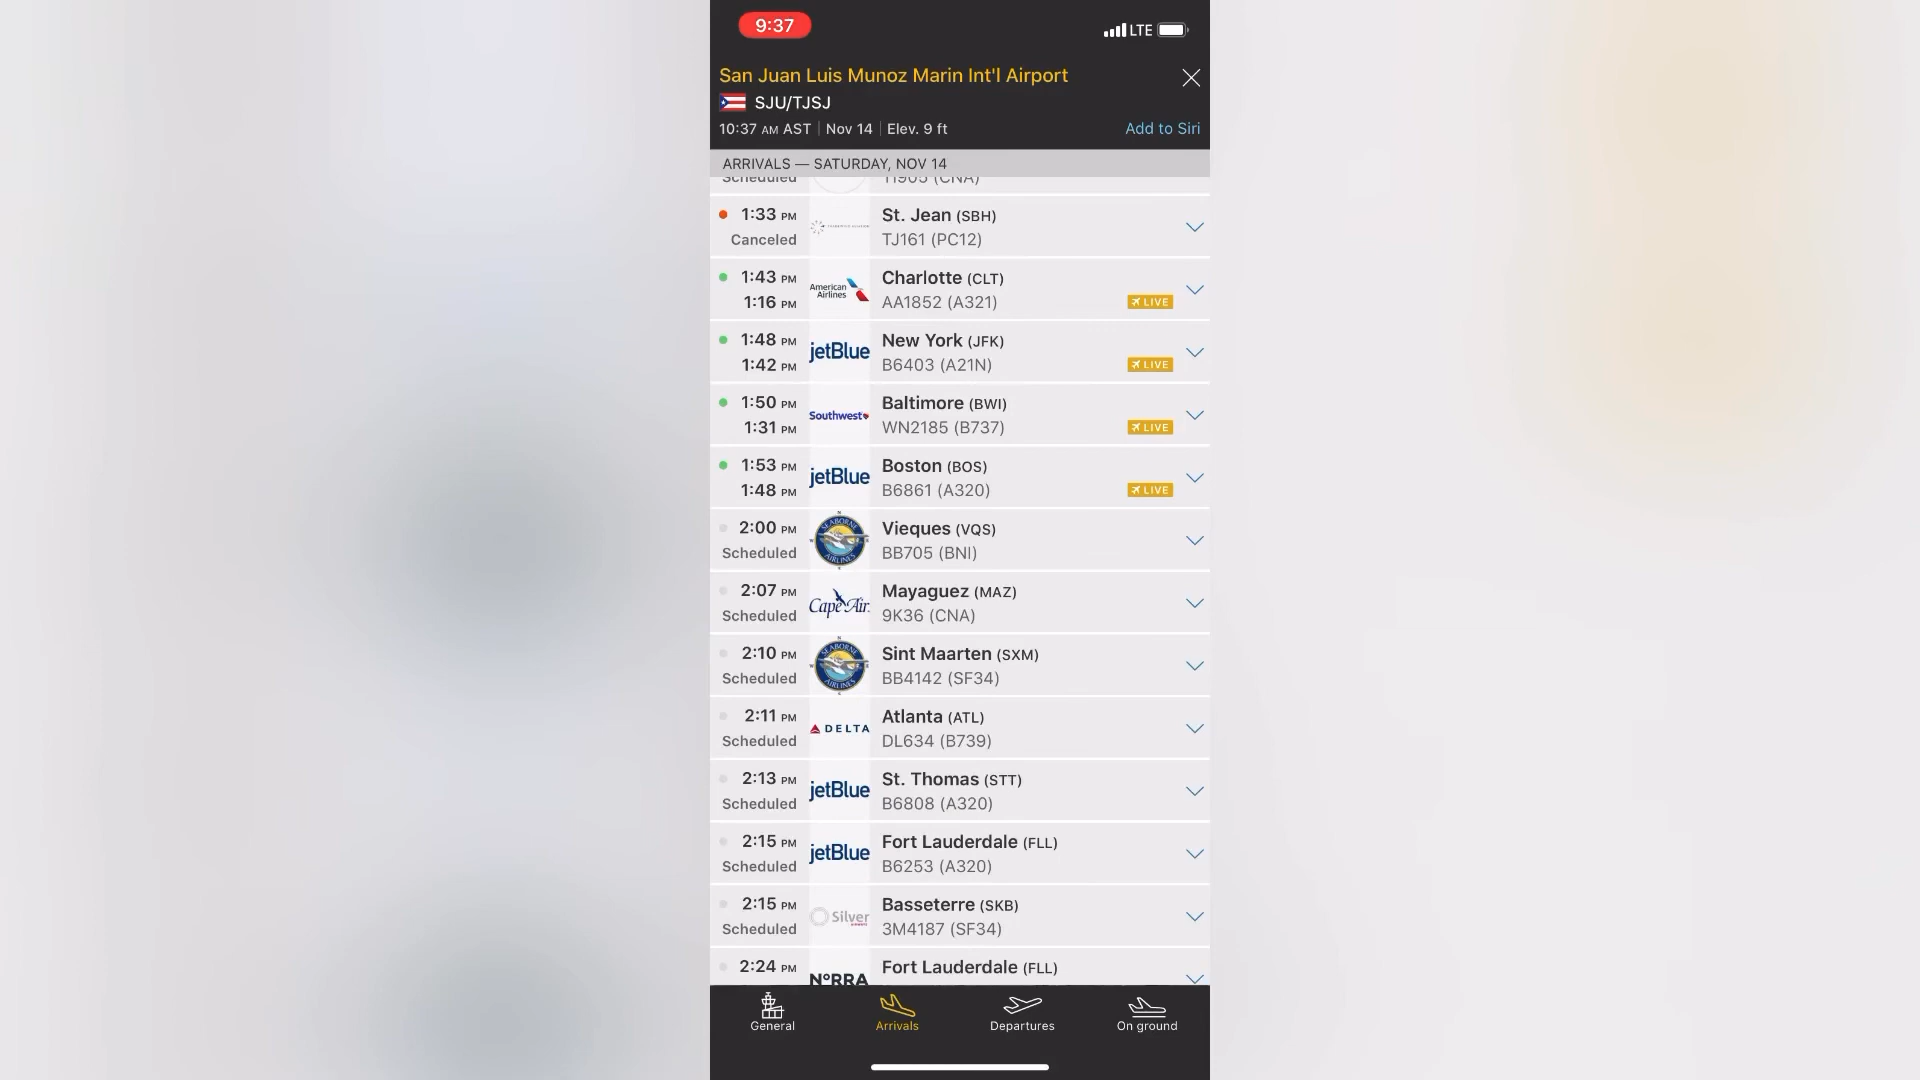 9:37
LTE
San Juan Luis Munoz Marin Int'l Airport
SJU/TJSJ
10:37 AM AST | Nov 14 | Elev. 9 ft
Add to Siri
ARRIVALS — SATURDAY, NOV 14
Scheduled
(CNA)
1:33 PM
St. Jean (SBH)
Canceled
TJ161 (PC12)
1:43 PM
American Airlines
Charlotte (CLT)
1:16 PM
AA1852 (A321)
LIVE
1:48 PM
jetBlue
New York (JFK)
1:42 PM
B6403 (A21N)
LIVE
1:50 PM
Southwest
Baltimore (BWI)
1:31 PM
WN2185 (B737)
LIVE
1:53 PM
jetBlue
Boston (BOS)
1:48 PM
B6861 (A320)
LIVE
2:00 PM
SEABORNE AIRLINES
Vieques (VQS)
Scheduled
BB705 (BNI)
2:07 PM
Cape Air
Mayaguez (MAZ)
Scheduled
9K36 (CNA)
2:10 PM
SEABORNE AIRLINES
Sint Maarten (SXM)
Scheduled
BB4142 (SF34)
2:11 PM
DELTA
Atlanta (ATL)
Scheduled
DL634 (B739)
2:13 PM
jetBlue
St. Thomas (STT)
Scheduled
B6808 (A320)
2:15 PM
jetBlue
Fort Lauderdale (FLL)
Scheduled
B6253 (A320)
2:15 PM
Silver
Basseterre (SKB)
Scheduled
3M4187 (SF34)
2:24 PM
Fort Lauderdale (FLL)
General
Arrivals
Departures
On ground